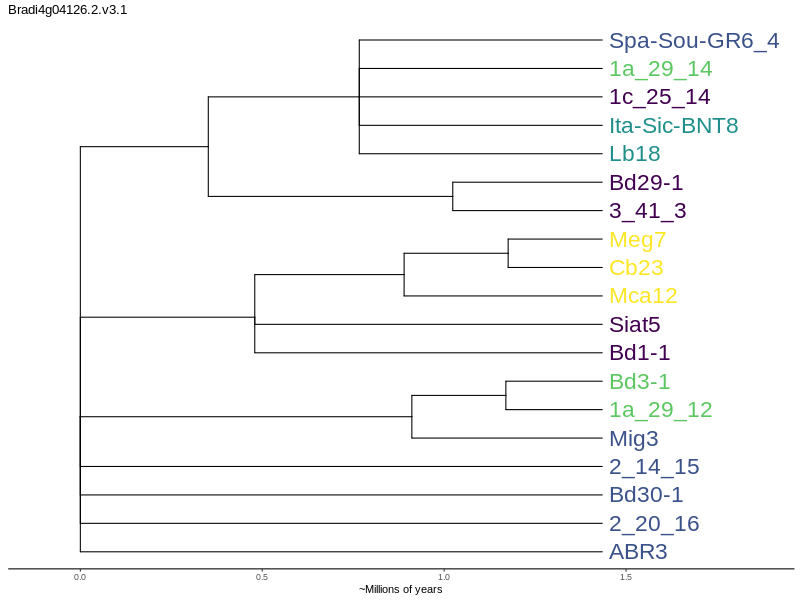 Bradi4g04126.2.v3.1
Spa-Sou-GR6_4
1a_29_14
1c_25_14
Ita-Sic-BNT8
Lb18
Bd29-1
3_41_3
Meg7
Cb23
Mca12
Siat5
Bd1-1
Bd3-1
1a_29_12
Mig3
2_14_15
Bd30-1
2_20_16
ABR3
0.0 0.5 1.0 1.5
~Millions of years